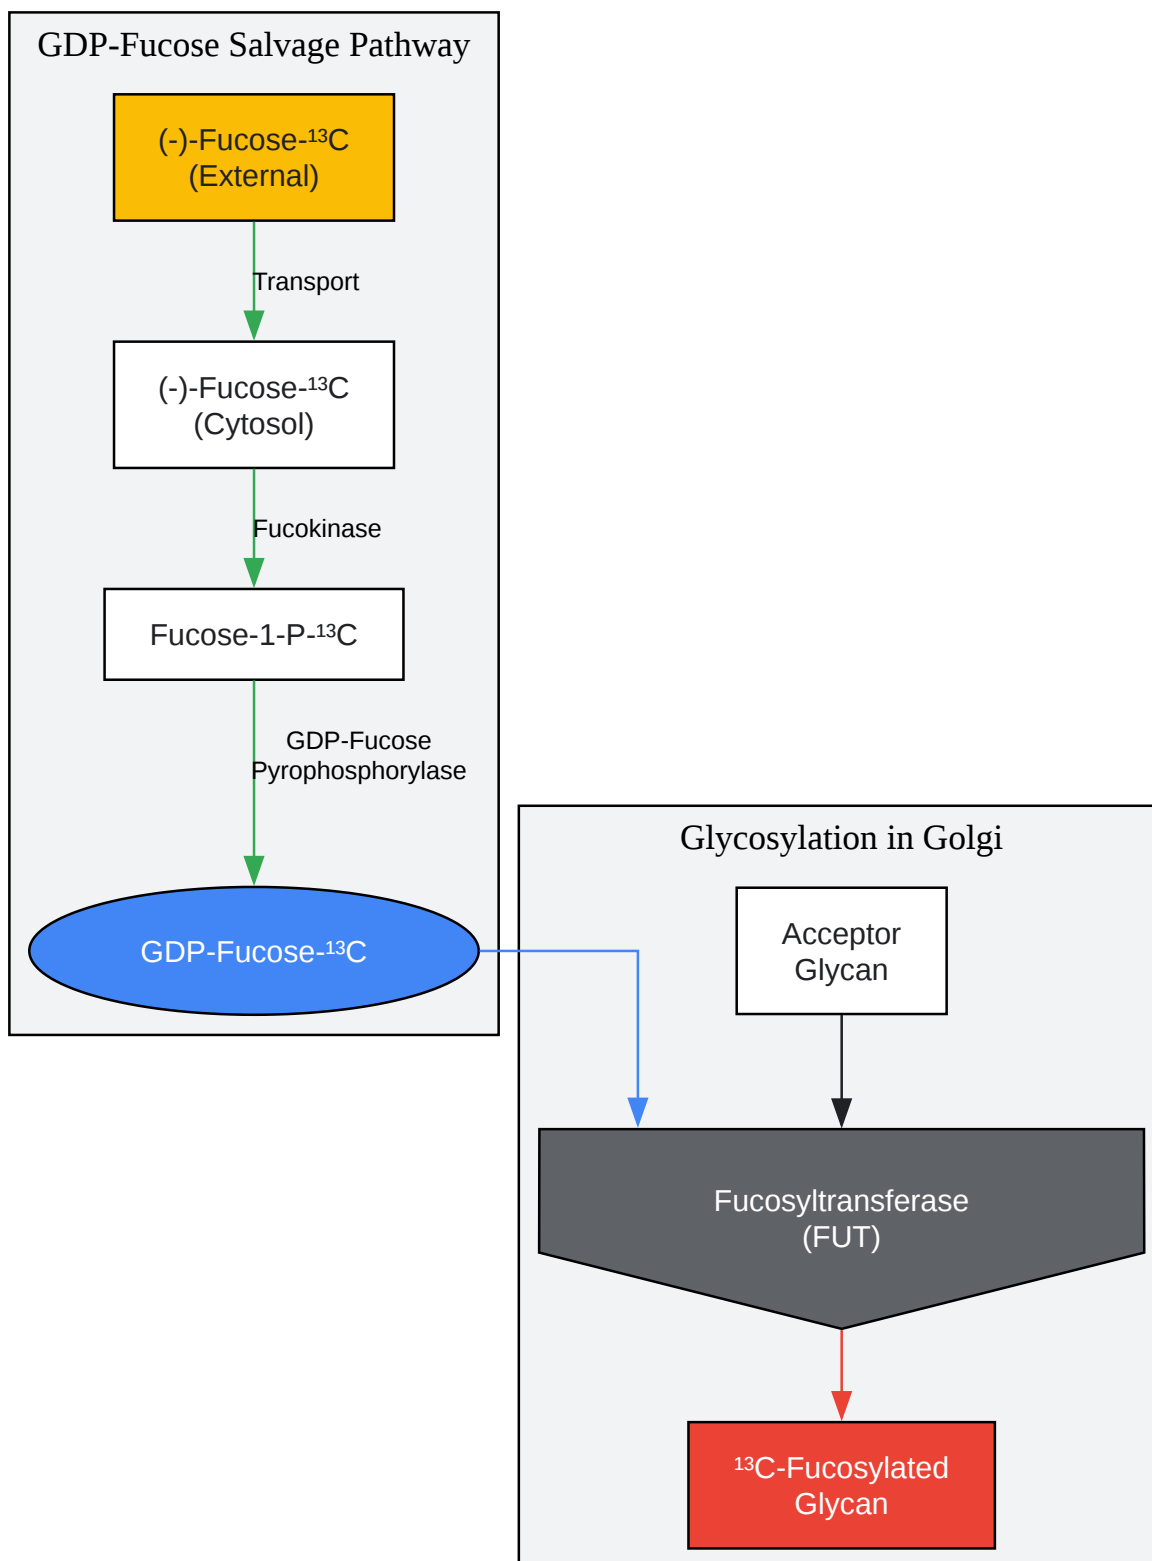 GDP-Fucose Salvage Pathway
(-)-Fucose-¹³C
(External)
Transport
(-)-Fucose-¹³C
(Cytosol)
Fucokinase
Fucose-1-P-¹³C
GDP-Fucose
Pyrophosphorylase
GDP-Fucose-¹³C
Glycosylation in Golgi
Acceptor
Glycan
Fucosyltransferase
(FUT)
¹³C-Fucosylated
Glycan